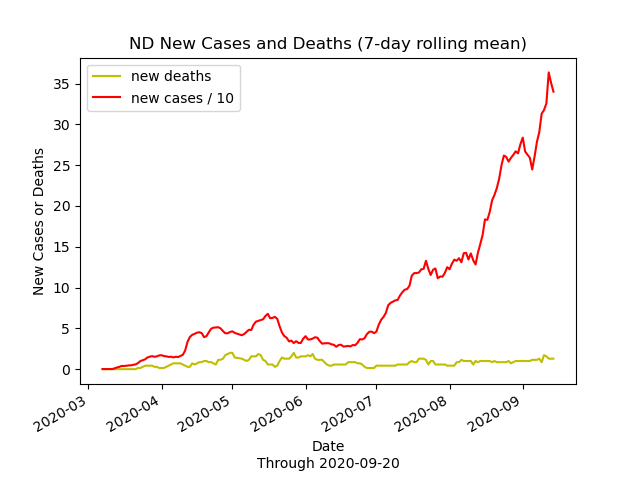 ND New Cases and Deaths (7-day rolling mean)
new deaths
new cases / 10
New Cases or Deaths
35
30
25
20
15
10
5
0
2020-03
2020-04
2020-05
2020-06
2020-07
2020-08
2020-09
Date
Through 2020-09-20